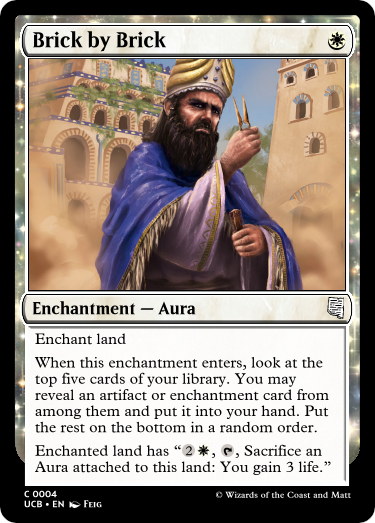 Brick by Brick
Enchantment — Aura
Enchant land
When this enchantment enters, look at the
top five cards of your library. You may
reveal an artifact or enchantment card from
among them and put it into your hand. Put
the rest on the bottom in a random order.
Enchanted land has “2, Sacrifice an
Aura attached to this land: You gain 3 life.”
C 0004
UCB • EN Feig
© Wizards of the Coast and Matt